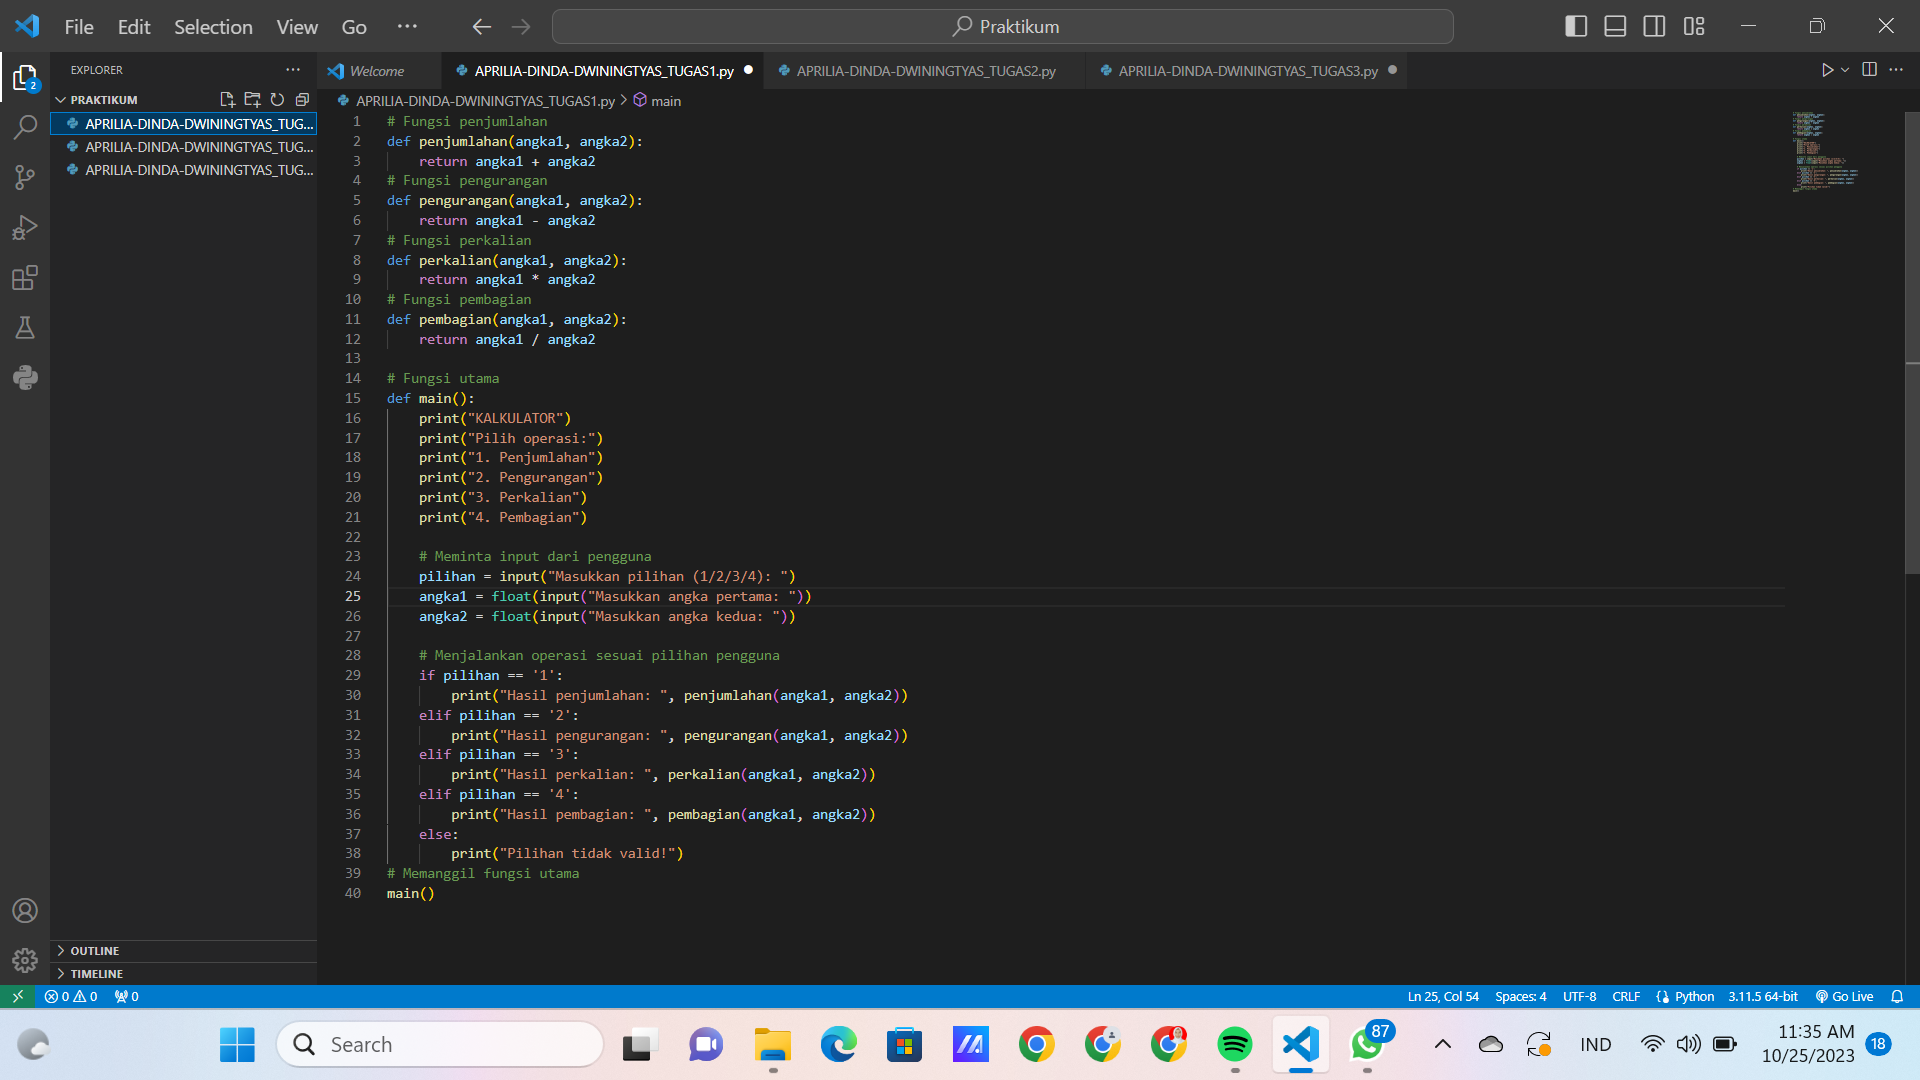 File Edit Selection View Go ···
Praktikum
EXPLORER
Welcome
APRILIA-DINDA-DWININGTYAS_TUGAS1.py
APRILIA-DINDA-DWININGTYAS_TUGAS2.py
APRILIA-DINDA-DWININGTYAS_TUGAS3.py
2
PRAKTIKUM
APRILIA-DINDA-DWININGTYAS_TUG...
APRILIA-DINDA-DWININGTYAS_TUG...
APRILIA-DINDA-DWININGTYAS_TUG...
APRILIA-DINDA-DWININGTYAS_TUGAS1.py > main
1 # Fungsi penjumlahan
2 def penjumlahan(angka1, angka2):
3     return angka1 + angka2
4 # Fungsi pengurangan
5 def pengurangan(angka1, angka2):
6     return angka1 - angka2
7 # Fungsi perkalian
8 def perkalian(angka1, angka2):
9     return angka1 * angka2
10 # Fungsi pembagian
11 def pembagian(angka1, angka2):
12     return angka1 / angka2
13
14 # Fungsi utama
15 def main():
16     print("KALKULATOR")
17     print("Pilih operasi:")
18     print("1. Penjumlahan")
19     print("2. Pengurangan")
20     print("3. Perkalian")
21     print("4. Pembagian")
22
23     # Meminta input dari pengguna
24     pilihan = input("Masukkan pilihan (1/2/3/4): ")
25     angka1 = float(input("Masukkan angka pertama: "))
26     angka2 = float(input("Masukkan angka kedua: "))
27
28     # Menjalankan operasi sesuai pilihan pengguna
29     if pilihan == '1':
30         print("Hasil penjumlahan: ", penjumlahan(angka1, angka2))
31     elif pilihan == '2':
32         print("Hasil pengurangan: ", pengurangan(angka1, angka2))
33     elif pilihan == '3':
34         print("Hasil perkalian: ", perkalian(angka1, angka2))
35     elif pilihan == '4':
36         print("Hasil pembagian: ", pembagian(angka1, angka2))
37     else:
38         print("Pilihan tidak valid!")
39 # Memanggil fungsi utama
40 main()
OUTLINE
TIMELINE
0 0 0
Ln 25, Col 54 Spaces: 4 UTF-8 CRLF Python 3.11.5 64-bit Go Live
Search
87
IND
11:35 AM
10/25/2023
18